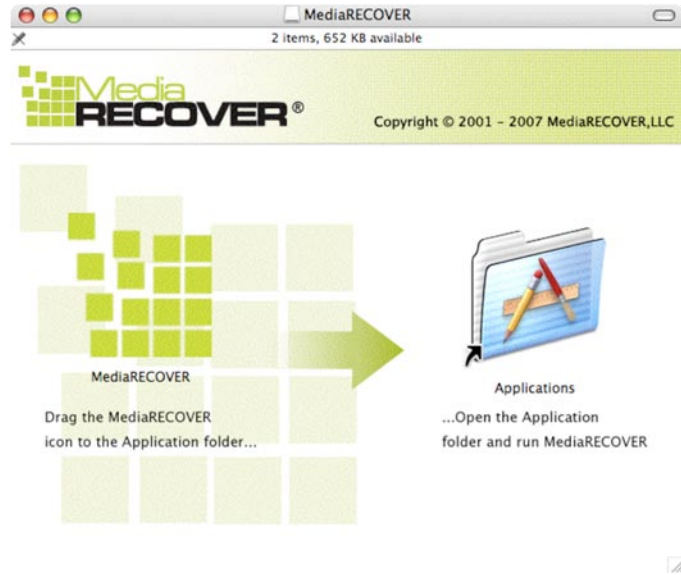 MediaRECOVER
2 items, 652 KB available
Media
RECOVER®
Copyright © 2001 - 2007 MediaRECOVER,LLC
MediaRECOVER
Applications
Drag the MediaRECOVER
icon to the Application folder...
...Open the Application
folder and run MediaRECOVER